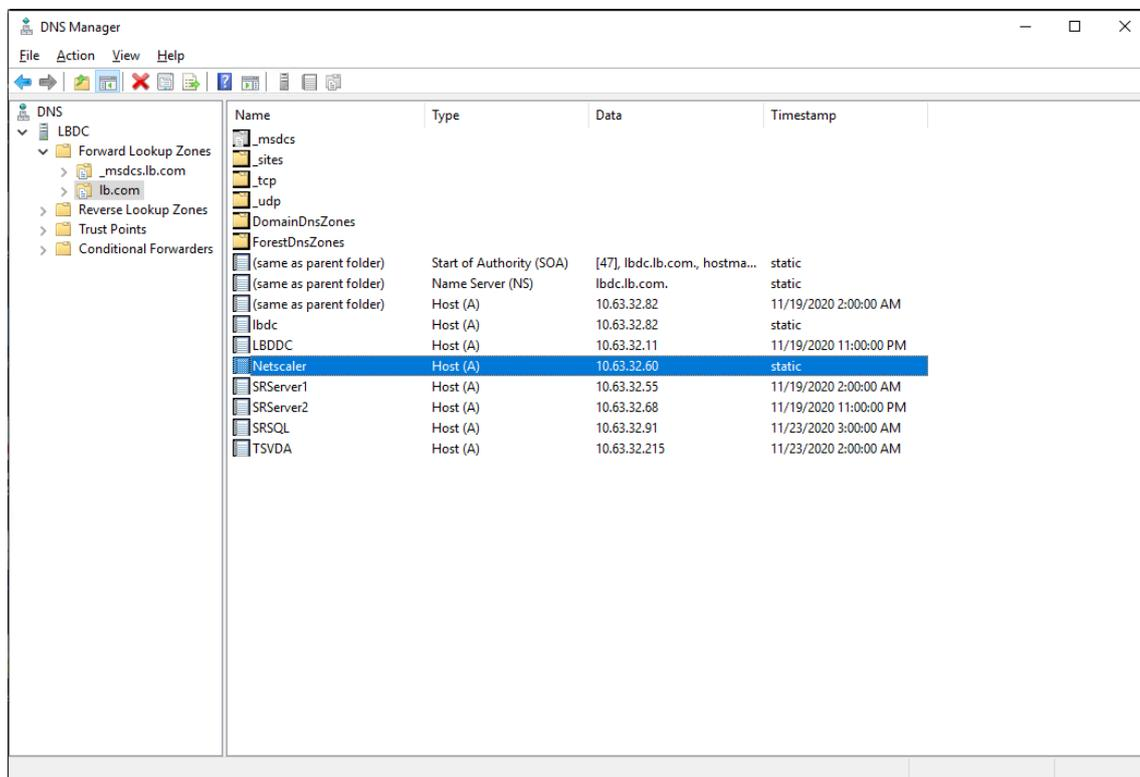 DNS Manager
File Action View Help
DNS
LBDC
Forward Lookup Zones
_msdcs.lb.com
lb.com
Reverse Lookup Zones
Trust Points
Conditional Forwarders
Name Type Data Timestamp
_msdcs
_sites
_tcp
_udp
DomainDnsZones
ForestDnsZones
(same as parent folder) Start of Authority (SOA) [47], lbdc.lb.com., hostma... static
(same as parent folder) Name Server (NS) lbdc.lb.com. static
(same as parent folder) Host (A) 10.63.32.82 11/19/2020 2:00:00 AM
lbdc Host (A) 10.63.32.82 static
LBDDC Host (A) 10.63.32.11 11/19/2020 11:00:00 PM
Netscaler Host (A) 10.63.32.60 static
SRServer1 Host (A) 10.63.32.55 11/19/2020 2:00:00 AM
SRServer2 Host (A) 10.63.32.68 11/19/2020 11:00:00 PM
SRSQL Host (A) 10.63.32.91 11/23/2020 3:00:00 AM
TSVDA Host (A) 10.63.32.215 11/23/2020 2:00:00 AM